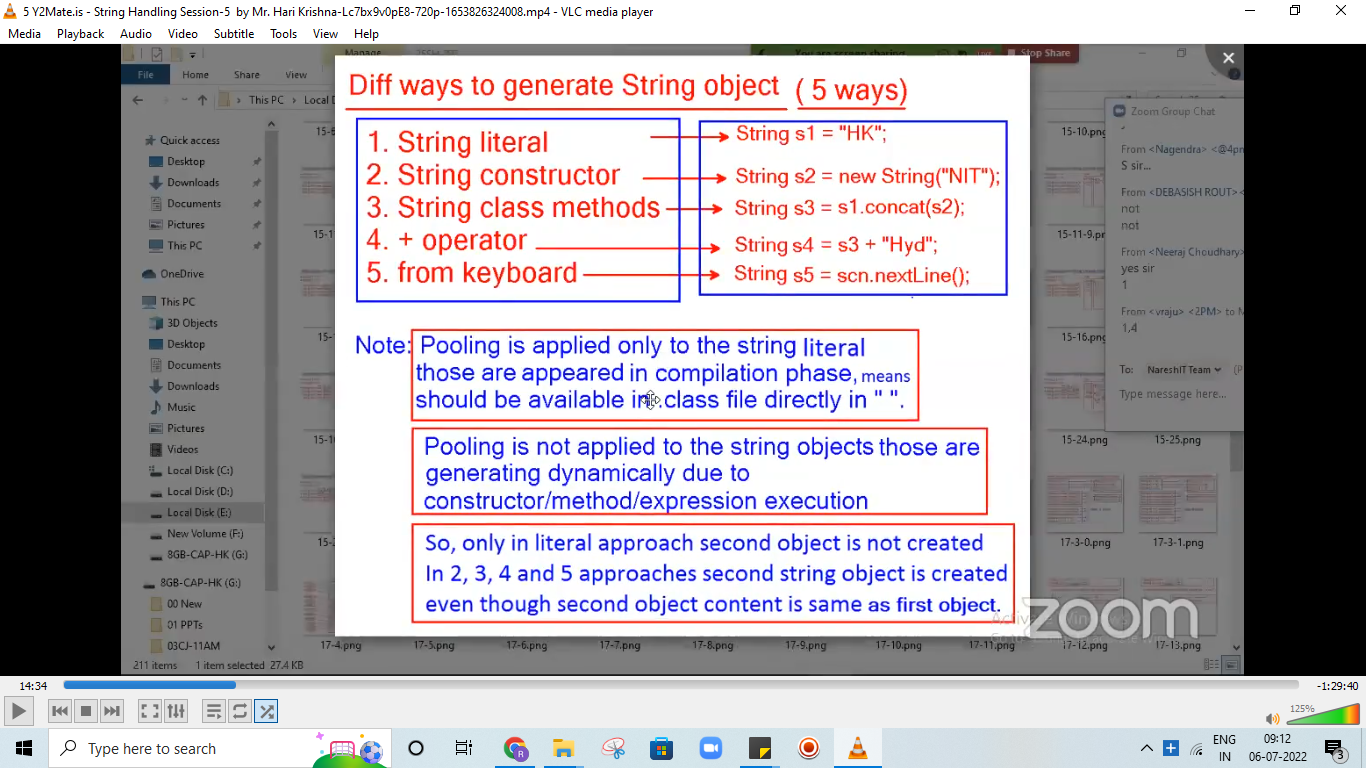 5 Y2Mate.is - String Handling Session-5 by Mr. Hari Krishna-Lc7bx9v0pE8-720p-1653826324008.mp4 - VLC media player
Media Playback Audio Video Subtitle Tools View Help
Manage
You are screen sharing
Stop Share
File Home Share View
This PC
Quick access
Desktop
Downloads
Documents
Pictures
This PC
OneDrive
This PC
3D Objects
Desktop
Documents
Downloads
Music
Pictures
Videos
Local Disk (C:)
Local Disk (D:)
Local Disk (E:)
New Volume (F:)
8GB-CAP-HK (G:)
8GB-CAP-HK (G:)
00 New
01 PPTs
03CJ-11AM
211 items 1 item selected 27.4 KB
Diff ways to generate String object ( 5 ways)
1. String literal
2. String constructor
3. String class methods
4. + operator
5. from keyboard
String s1 = "HK";
String s2 = new String("NIT");
String s3 = s1.concat(s2);
String s4 = s3 + "Hyd";
String s5 = scn.nextLine();
Note: Pooling is applied only to the string literal
those are appeared in compilation phase, means
should be available in .class file directly in " ".
Pooling is not applied to the string objects those are
generating dynamically due to
constructor/method/expression execution
So, only in literal approach second object is not created
In 2, 3, 4 and 5 approaches second string object is created
even though second object content is same as first object.
zoom
15-10.png
15-24.png 15-25.png
17-3-0.png 17-3-1.png
17-4.png 17-5.png 17-6.png 17-7.png 17-8.png 17-9.png 17-10.png 17-11.png 17-12.png 17-13.png
Zoom Group Chat
From <Nagendra> <@4pm
S sir...
From <DEBASISH ROUT> <
not
not
From <Neeraj Choudhary>
yes sir
1
From <vraju> <2PM> to M
1,4
To: NareshIT Team
Type message here...
14:34
-1:29:40
125%
Type here to search
ENG
IN
09:12
06-07-2022
3